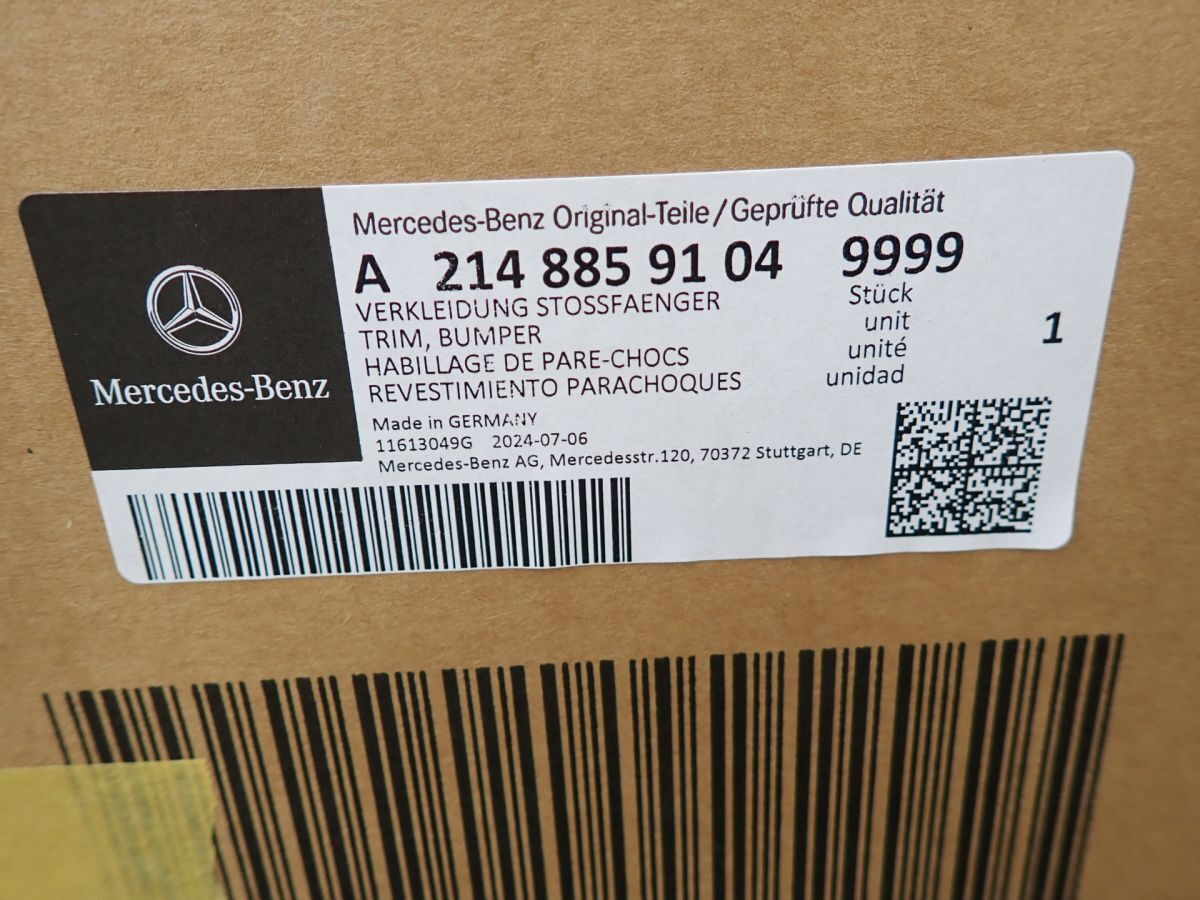 Mercedes-Benz
Mercedes-Benz Original-Teile/Geprüfte Qualität
A 214 885 91 04 9999
VERKLEIDUNG STOSSFAENGER
TRIM, BUMPER
HABILLAGE DE PARE-CHOCS
REVESTIMIENTO PARACHOQUES
Stück
unit
unité
unidad
1
Made in GERMANY
11613049G 2024-07-06
Mercedes-Benz AG, Mercedesstr.120, 70372 Stuttgart, DE